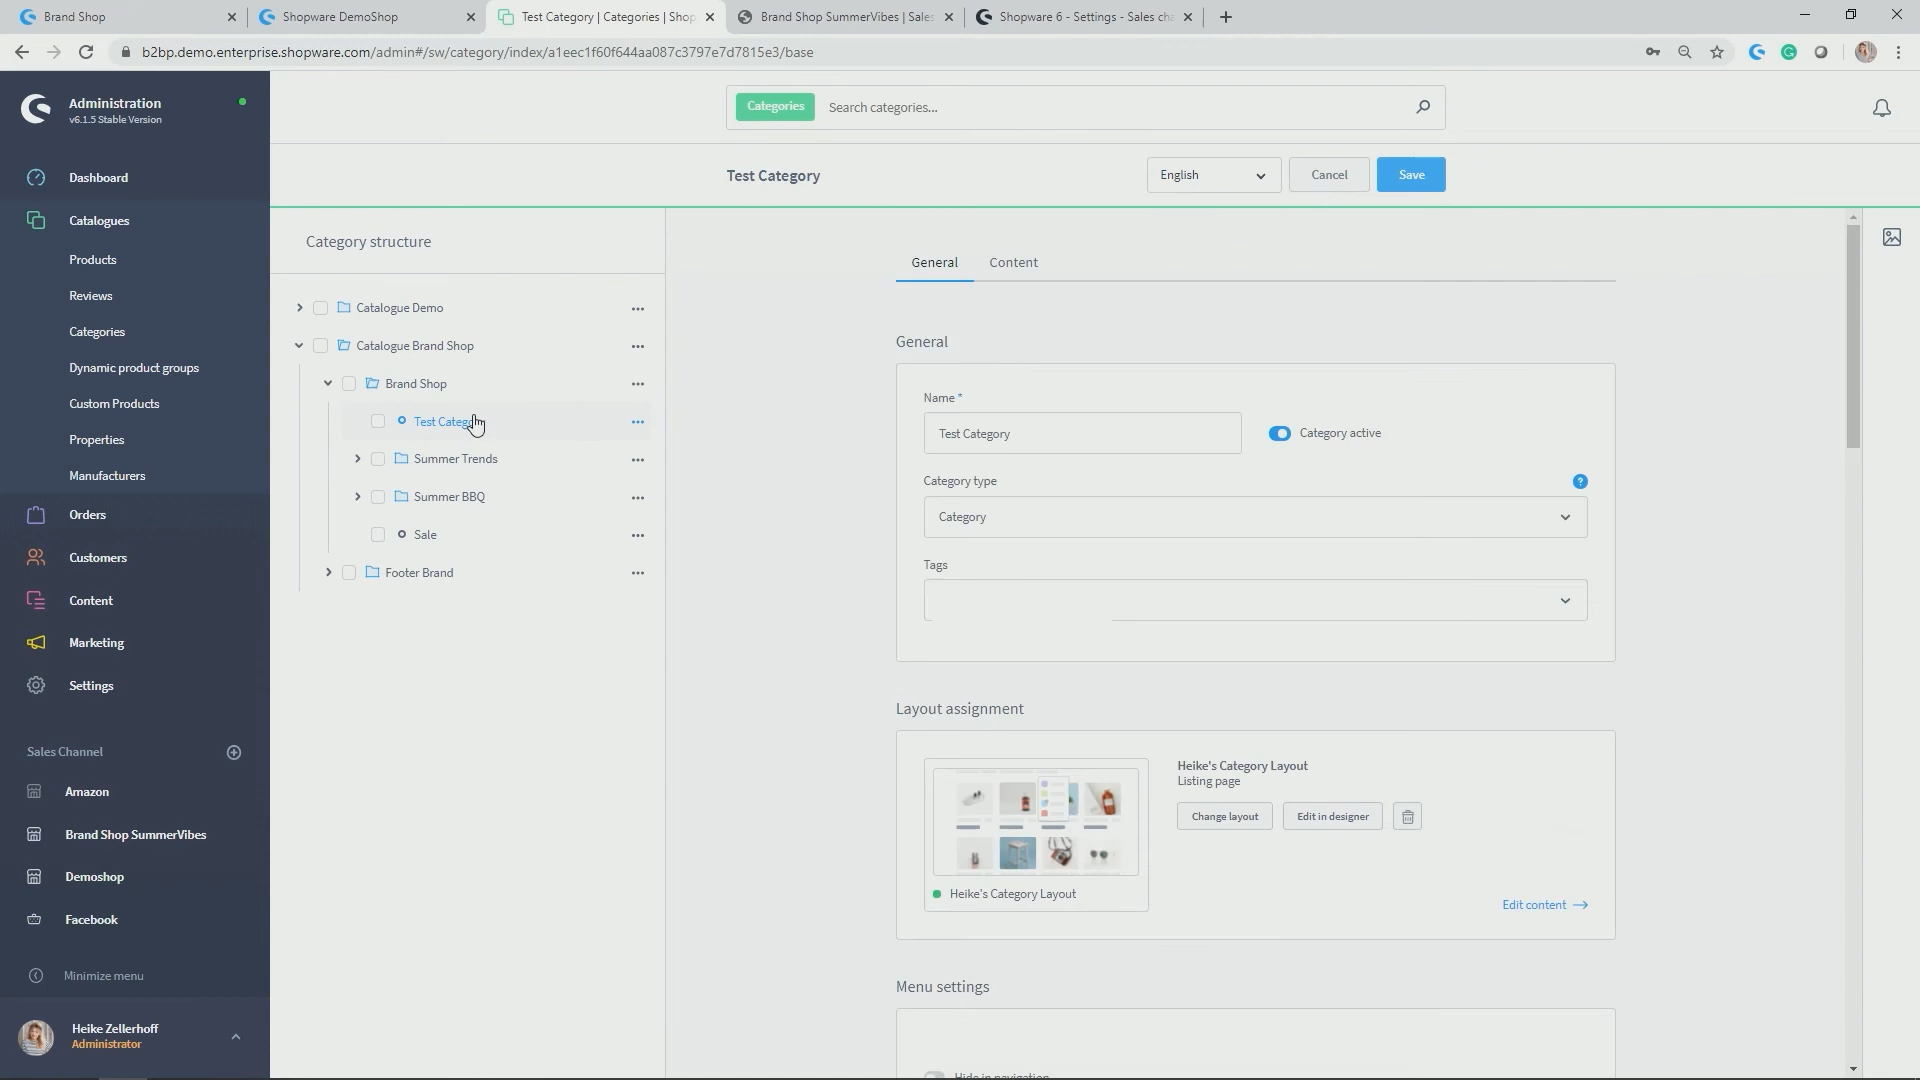 Brand Shop
Shopware DemoShop
Test Category | Categories | Shop
Brand Shop SummerVibes | Sales
Shopware 6 - Settings - Sales cha
b2bp.demo.enterprise.shopware.com/admin#/sw/category/index/a1eec1f60f644aa087c3797e7d7815e3/base
Administration
v6.1.5 Stable Version
Categories
Search categories...
Test Category
English
Cancel
Save
Dashboard
Catalogues
Products
Reviews
Categories
Dynamic product groups
Custom Products
Properties
Manufacturers
Orders
Customers
Content
Marketing
Settings
Sales Channel
Amazon
Brand Shop SummerVibes
Demoshop
Facebook
Minimize menu
Heike Zellerhoff
Administrator
Category structure
Catalogue Demo
Catalogue Brand Shop
Brand Shop
Test Categ
Summer Trends
Summer BBQ
Sale
Footer Brand
General
Content
General
Name *
Test Category
Category active
Category type
?
Category
Tags
Layout assignment
Heike's Category Layout
Heike's Category Layout
Listing page
Change layout
Edit in designer
Edit content
Menu settings
Hide in navigation